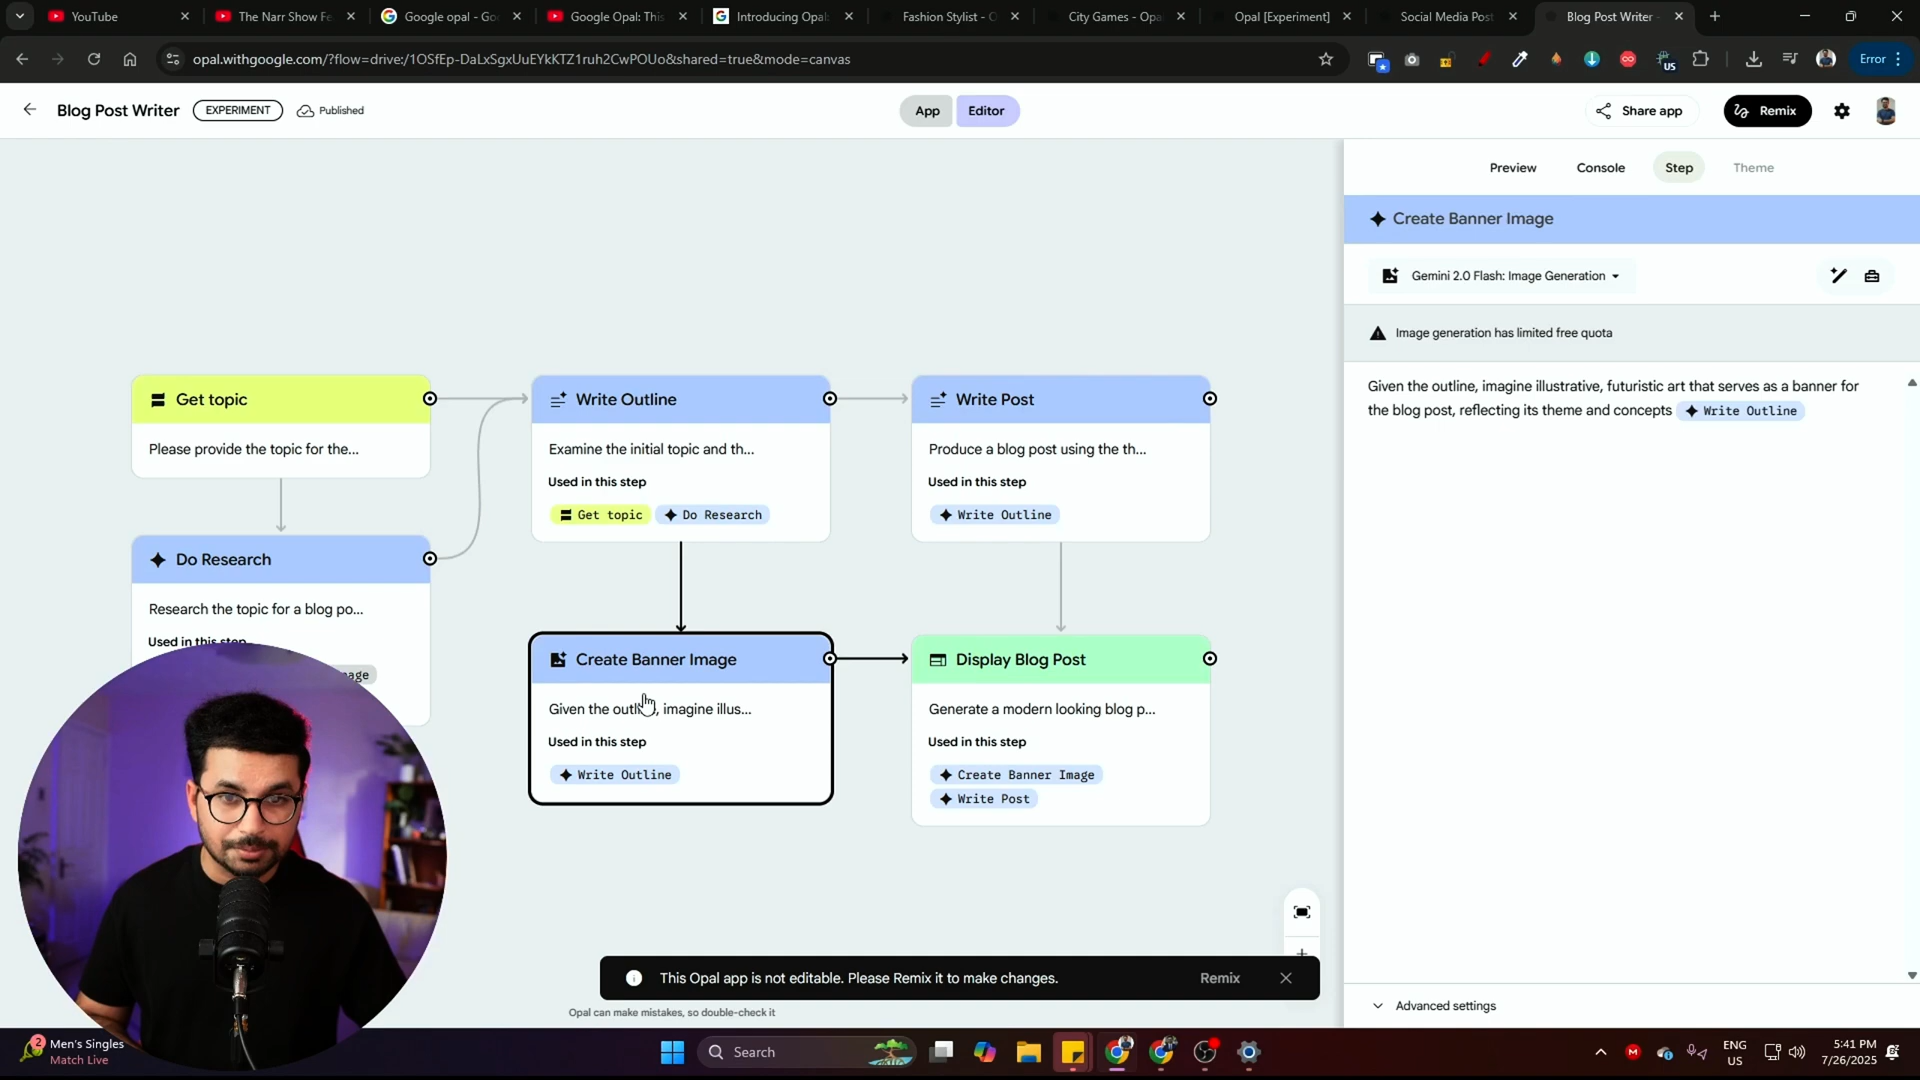 YouTube
The Narr Show Fe
Google opal - Goo
Google Opal: This
Introducing Opal:
Fashion Stylist - O
City Games - Opal
Opal [Experiment]
Social Media Post
Blog Post Writer -
opal.withgoogle.com/?flow=drive:/1OSfEp-DaLxSgxUuEYkKTZ1ruh2CwPOUo&shared=true&mode=canvas
US
Error
Blog Post Writer
EXPERIMENT
Published
App
Editor
Share app
Remix
Preview
Console
Step
Theme
Create Banner Image
Gemini 2.0 Flash: Image Generation
Image generation has limited free quota
Given the outline, imagine illustrative, futuristic art that serves as a banner for
the blog post, reflecting its theme and concepts Write Outline
Advanced settings
Get topic
Please provide the topic for the...
Do Research
Research the topic for a blog po...
Used in this step
Write Outline
Examine the initial topic and th...
Used in this step
Get topic
Do Research
Write Post
Produce a blog post using the th...
Used in this step
Write Outline
Create Banner Image
Given the outline, imagine illus...
Used in this step
Write Outline
Display Blog Post
Generate a modern looking blog p...
Used in this step
Create Banner Image
Write Post
This Opal app is not editable. Please Remix it to make changes.
Remix
Opal can make mistakes, so double-check it
2
Men's Singles
Match Live
Search
ENG
US
5:41 PM
7/26/2025